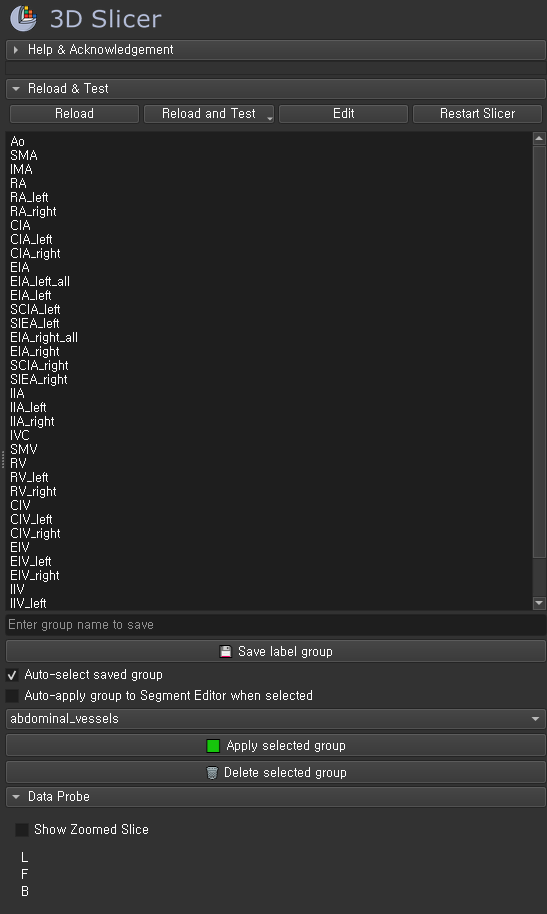 3D Slicer
Help & Acknowledgement
Reload & Test
Reload
Reload and Test
Edit
Restart Slicer
Ao
SMA
IMA
RA
RA_left
RA_right
CIA
CIA_left
CIA_right
EIA
EIA_left_all
EIA_left
SCIA_left
SIEA_left
EIA_right_all
EIA_right
SCIA_right
SIEA_right
IIA
IIA_left
IIA_right
IVC
SMV
RV
RV_left
RV_right
CIV
CIV_left
CIV_right
EIV
EIV_left
EIV_right
IIV
IIV_left
Enter group name to save
Save label group
Auto-select saved group
Auto-apply group to Segment Editor when selected
abdominal_vessels
Apply selected group
Delete selected group
Data Probe
Show Zoomed Slice
L
F
B